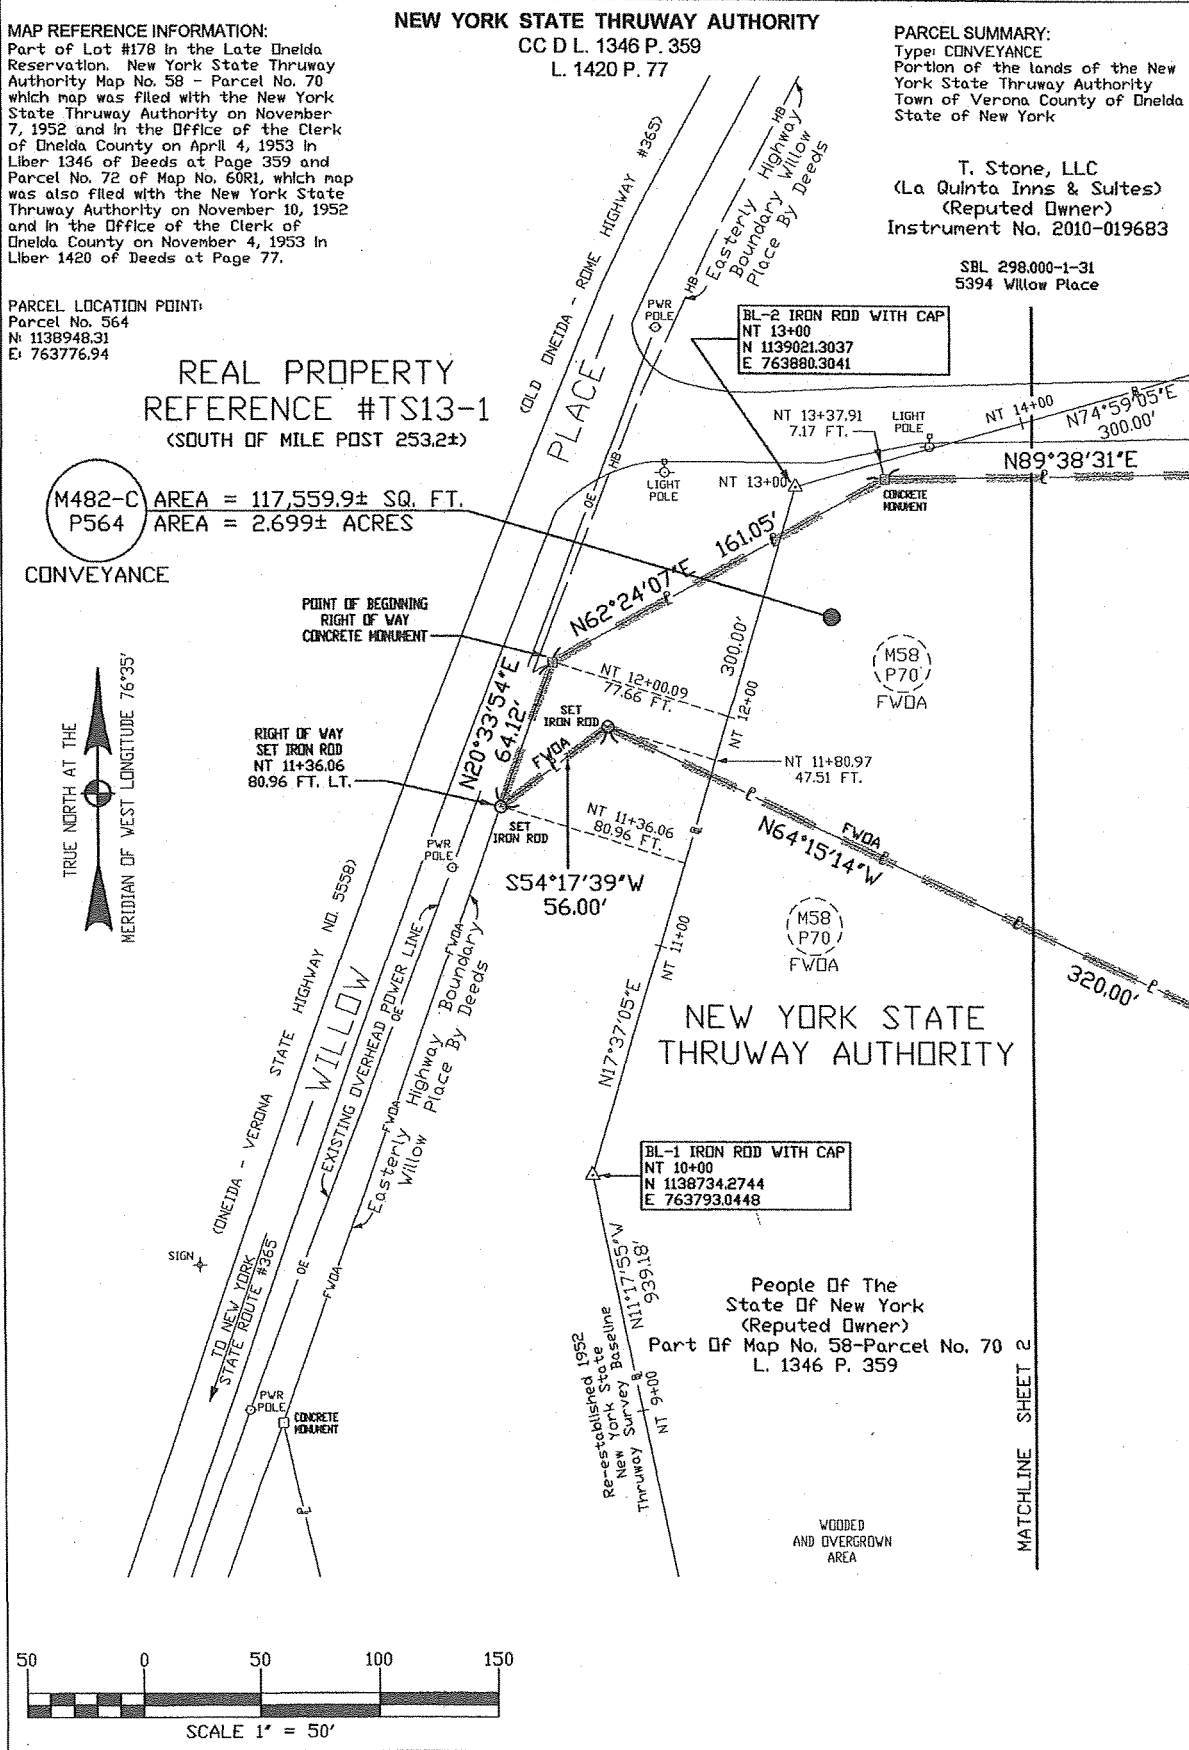 NEW YORK STATE THRUWAY AUTHORITY
CC D L. 1346 P. 359
L. 1420 P. 77
MAP REFERENCE INFORMATION:
Part of Lot #178 in the Late Oneida
Reservation. New York State Thruway
Authority Map No. 58 - Parcel No. 70
which map was filed with the New York
State Thruway Authority on November
7, 1952 and in the Office of the Clerk
of Oneida County on April 4, 1953 in
Liber 1346 of Deeds at Page 359 and
Parcel No. 72 of Map No. 60R1, which map
was also filed with the New York State
Thruway Authority on November 10, 1952
and in the Office of the Clerk of
Oneida County on November 4, 1953 in
Liber 1420 of Deeds at Page 77.
PARCEL LOCATION POINT:
Parcel No. 564
N: 1138948.31
E: 763776.94
PARCEL SUMMARY:
Type: CONVEYANCE
Portion of the lands of the New
York State Thruway Authority
Town of Verona County of Oneida
State of New York
T. Stone, LLC
(La Quinta Inns & Suites)
(Reputed Owner)
Instrument No. 2010-019683
SBL 298.000-1-31
5394 Willow Place
REAL PROPERTY
REFERENCE #TS13-1
(SOUTH OF MILE POST 253.2±)
M482-C
P564
AREA = 117,559.9± SQ. FT.
AREA = 2.699± ACRES
CONVEYANCE
(OLD ONEIDA - ROME HIGHWAY #365)
PLACE
HB
HB
HB
Easterly Highway
Boundary Willow
Place By Deeds
PWR
POLE
OE
BL-2 IRON ROD WITH CAP
NT 13+00
N 1139021.3037
E 763880.3041
NT 13+37.91
7.17 FT.
LIGHT
POLE
NT 14+00
N74°59'05"E
300.00'
N89°38'31"E
LIGHT
POLE
NT 13+00
CONCRETE
MONUMENT
161.05'
N62°24'07"E
POINT OF BEGINNING
RIGHT OF WAY
CONCRETE MONUMENT
300.00'
NT 12+00.09
77.66 FT.
NT 12+00
M58
P70
FWOA
TRUE NORTH AT THE
MERIDIAN OF WEST LONGITUDE 76°35'
N20°33'54"E
64.12'
SET
IRON ROD
RIGHT OF WAY
SET IRON ROD
NT 11+36.06
80.96 FT. LT.
FWOA
NT 11+80.97
47.51 FT.
SET
IRON ROD
NT 11+36.06
80.96 FT.
FWOA
N64°15'14"W
PWR
POLE
S54°17'39"W
56.00'
M58
P70
FWOA
320.00'
NT 11+00
(ONEIDA - VERONA STATE HIGHWAY NO. 5558)
WILLOW
EXISTING OVERHEAD POWER LINE
OE
FWOA
Easterly Highway Boundary
Willow Place By Deeds
FWOA
N17°37'05"E
NEW YORK STATE
THRUWAY AUTHORITY
BL-1 IRON ROD WITH CAP
NT 10+00
N 1138734.2744
E 763793.0448
SIGN
TO NEW YORK
STATE ROUTE #365
OE
FWOA
N11°17'55"W
939.18'
People Of The
State Of New York
(Reputed Owner)
Part Of Map No. 58-Parcel No. 70
L. 1346 P. 359
Re-established 1952
New York State
Thruway Survey Baseline
NT 9+00
PWR
POLE
CONCRETE
MONUMENT
WOODED
AND OVERGROWN
AREA
MATCHLINE SHEET 2
50 0 50 100 150
SCALE 1" = 50'